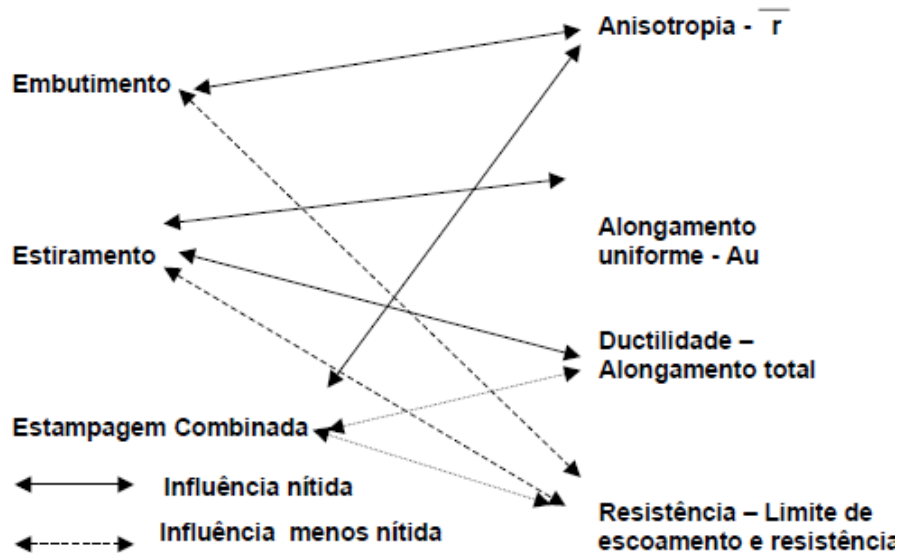 Anisotropia - r̅
Embutimento
Alongamento
uniforme - Au
Estiramento
Ductilidade –
Alongamento total
Estampagem Combinada
Influência nítida
Influência menos nítida
Resistência – Limite de
escoamento e resistência